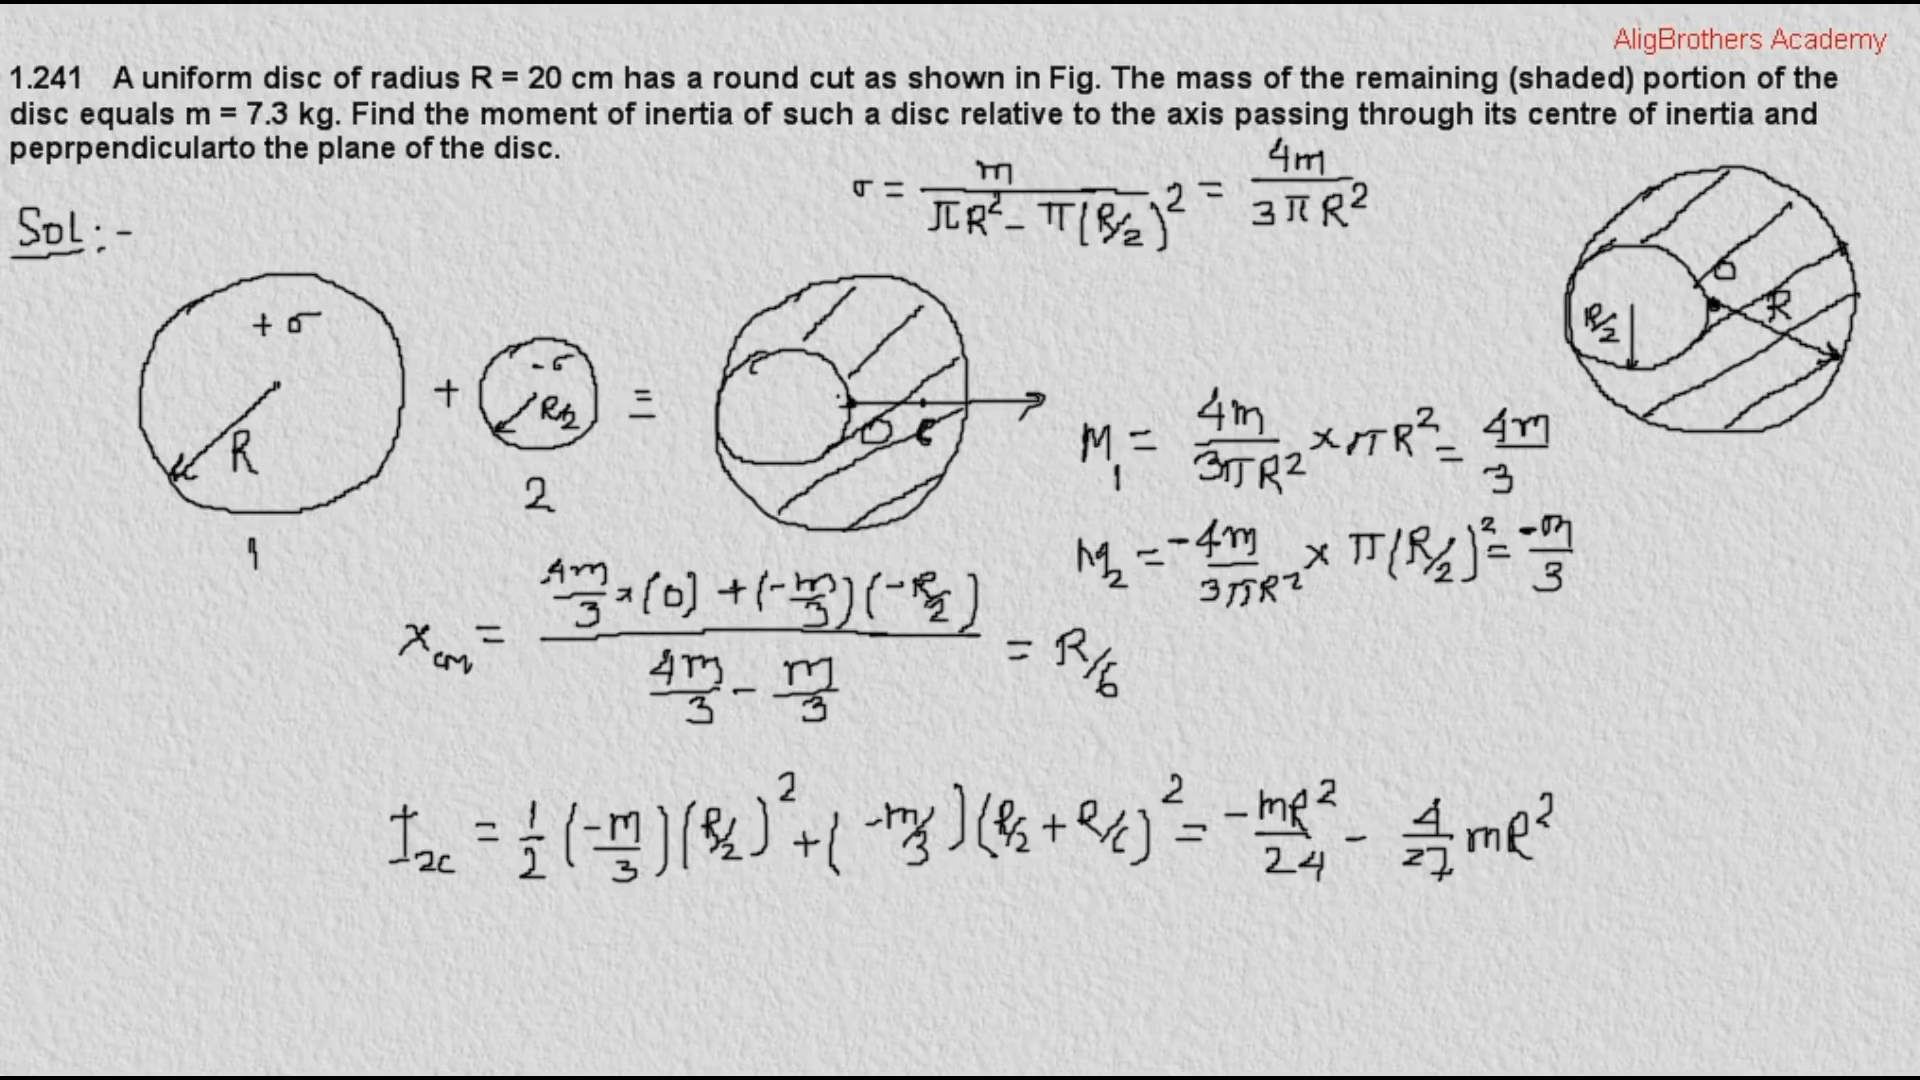 AligBrothers Academy
1.241 A uniform disc of radius R = 20 cm has a round cut as shown in Fig. The mass of the remaining (shaded) portion of the
disc equals m = 7.3 kg. Find the moment of inertia of such a disc relative to the axis passing through its centre of inertia and
peprpendicularto the plane of the disc.
σ = m / (πR² - π(R/2)²) = 4m / 3πR²
Sol :-
+σ
R
1
+
-σ
R/2
2
=
O C
O
R
R/2
M₁ = 4m/3πR² × πR² = 4m/3
M₂ = -4m/3πR² × π(R/2)² = -m/3
x_cm = (4m/3 × (0) + (-m/3)(-R/2)) / (4m/3 - m/3) = R/6
I_2c = 1/2 (-m/3)(R/2)² + (-m/3)(R/2 + R/6)² = -mR²/24 - 4/27 mR²